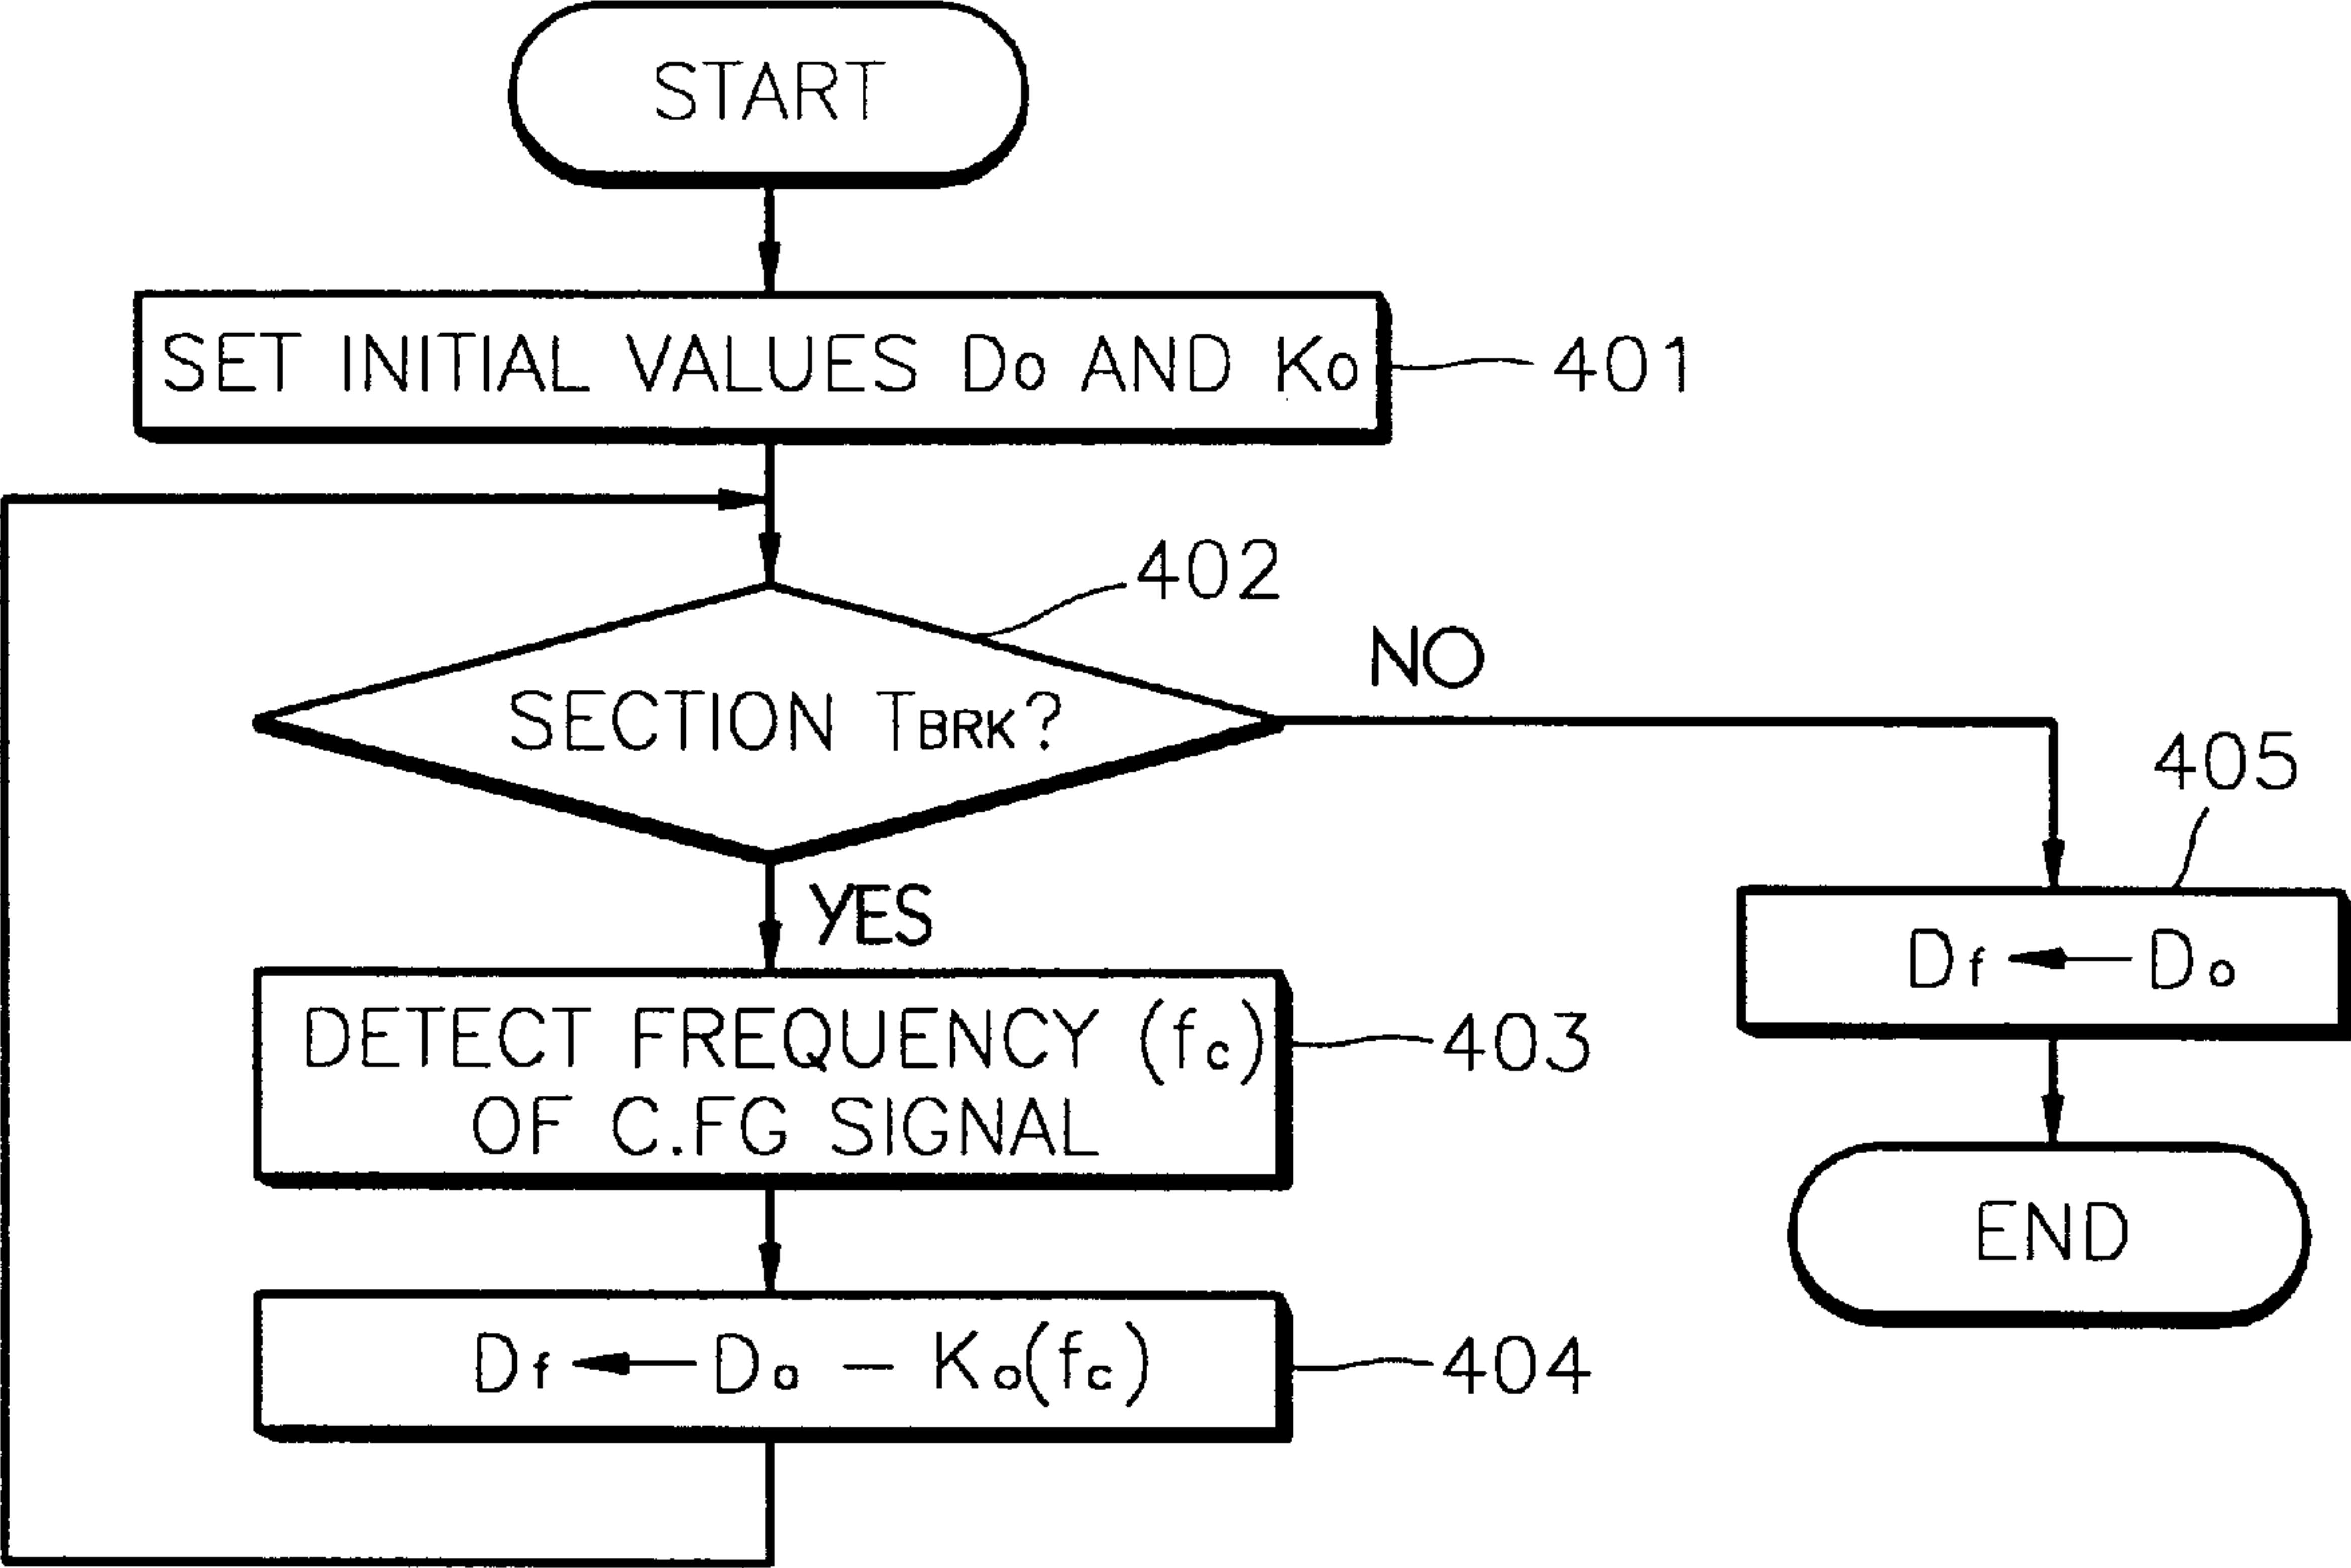 START
SET INITIAL VALUES Do AND Ko
401
402
SECTION TBRK?
NO
YES
405
Df ← Do
DETECT FREQUENCY (fc)
OF C.FG SIGNAL
403
END
Df ← Do − Ko(fc)
404